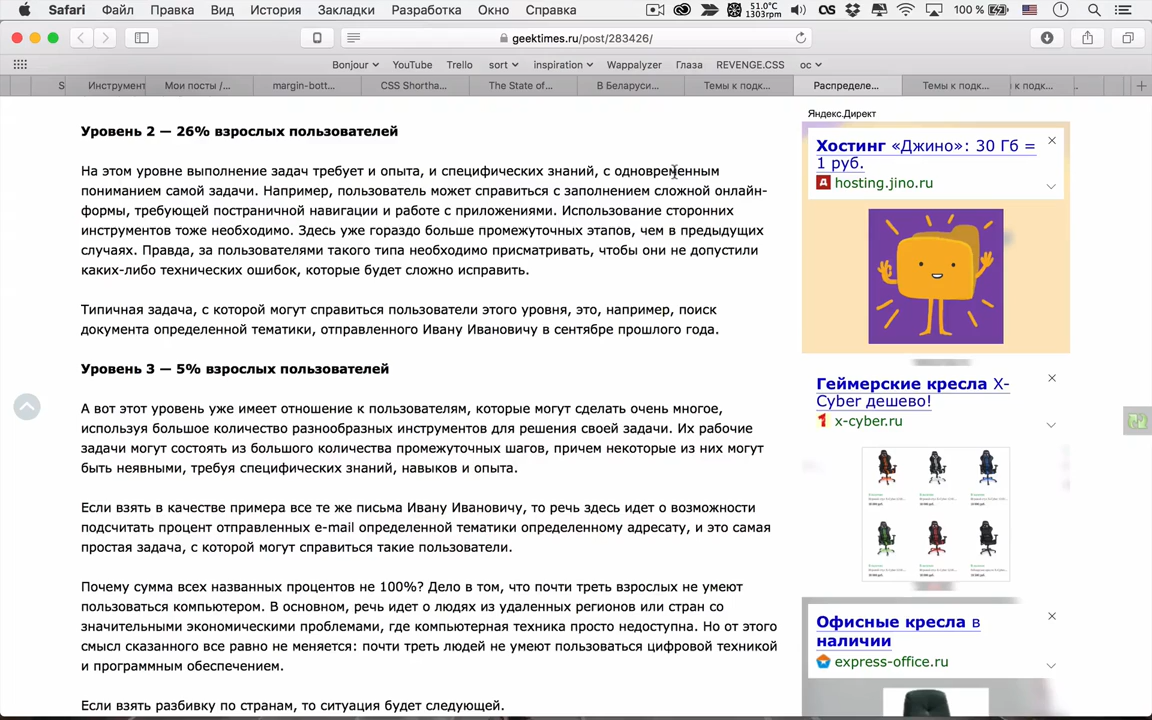 Safari Файл Правка Вид История Закладки Разработка Окно Справка
51.0°C
1303rpm
100 %
geektimes.ru/post/283426/
Bonjour YouTube Trello sort inspiration Wappalyzer Глаза REVENGE.CSS ос
S Инструмент Мои посты /... margin-bott... CSS Shortha... The State of... В Беларуси... Темы к подк... Распределе... Темы к подк... к подк...
Уровень 2 — 26% взрослых пользователей
На этом уровне выполнение задач требует и опыта, и специфических знаний, с одновременным
пониманием самой задачи. Например, пользователь может справиться с заполнением сложной онлайн-
формы, требующей постраничной навигации и работе с приложениями. Использование сторонних
инструментов тоже необходимо. Здесь уже гораздо больше промежуточных этапов, чем в предыдущих
случаях. Правда, за пользователями такого типа необходимо присматривать, чтобы они не допустили
каких-либо технических ошибок, которые будет сложно исправить.
Типичная задача, с которой могут справиться пользователи этого уровня, это, например, поиск
документа определенной тематики, отправленного Ивану Ивановичу в сентябре прошлого года.
Уровень 3 — 5% взрослых пользователей
А вот этот уровень уже имеет отношение к пользователям, которые могут сделать очень многое,
используя большое количество разнообразных инструментов для решения своей задачи. Их рабочие
задачи могут состоять из большого количества промежуточных шагов, причем некоторые из них могут
быть неявными, требуя специфических знаний, навыков и опыта.
Если взять в качестве примера все те же письма Ивану Ивановичу, то речь здесь идет о возможности
подсчитать процент отправленных e-mail определенной тематики определенному адресату, и это самая
простая задача, с которой могут справиться такие пользователи.
Почему сумма всех названных процентов не 100%? Дело в том, что почти треть взрослых не умеют
пользоваться компьютером. В основном, речь идет о людях из удаленных регионов или стран со
значительными экономическими проблемами, где компьютерная техника просто недоступна. Но от этого
смысл сказанного все равно не меняется: почти треть людей не умеют пользоваться цифровой техникой
и программным обеспечением.
Если взять разбивку по странам, то ситуация будет следующей.
Яндекс.Директ
Хостинг «Джино»: 30 Гб =
1 руб.
hosting.jino.ru
Геймерские кресла X-
Cyber дешево!
x-cyber.ru
Офисные кресла в
наличии
express-office.ru